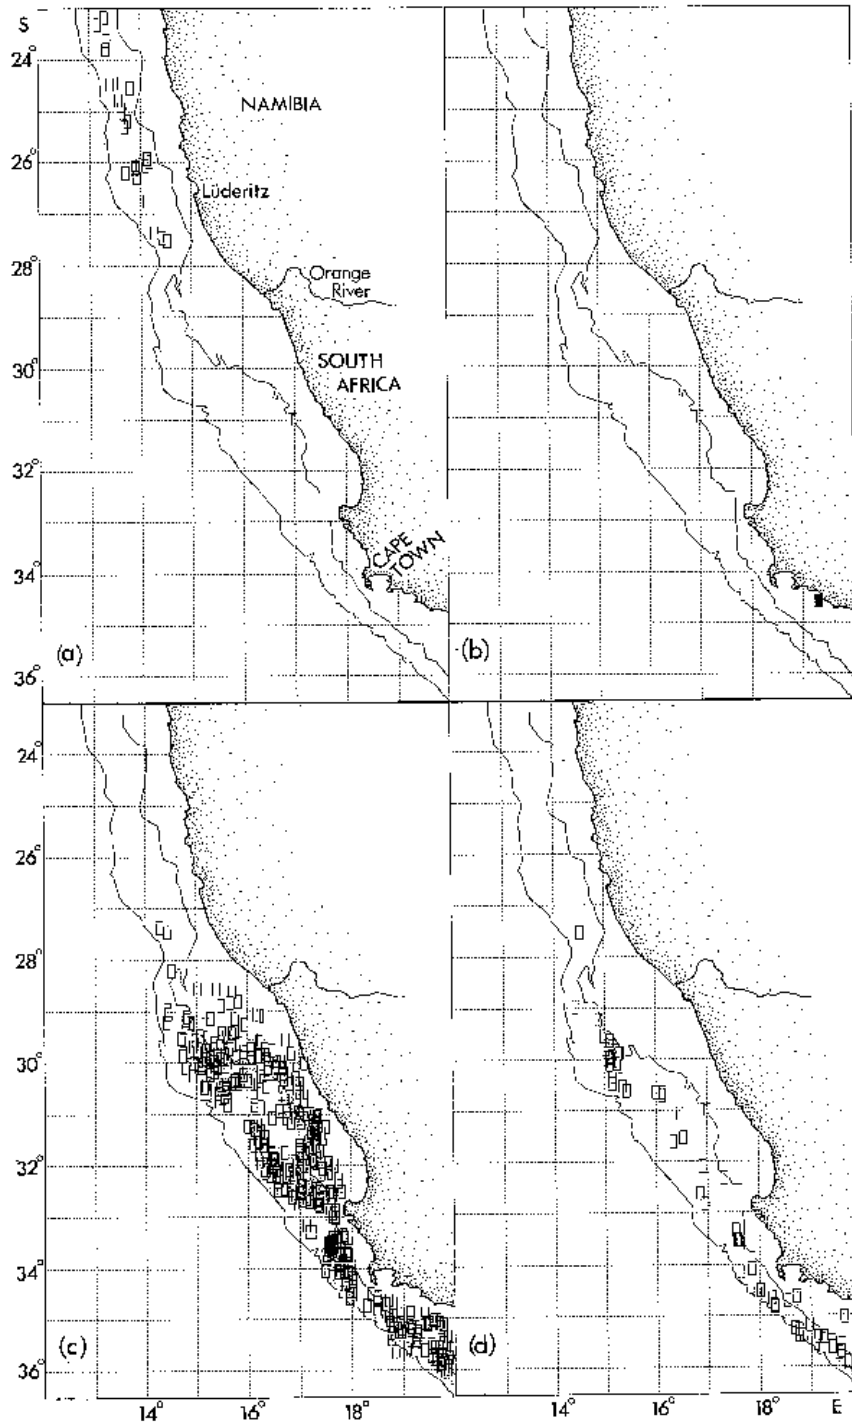 S
24°
NAMIBIA
26°
Lüderitz
28°
Orange
River
30°
SOUTH
AFRICA
32°
CAPE
TOWN
34°
(a)
(b)
36°
24°
26°
28°
30°
32°
34°
(c)
(d)
36°
14° 16° 18° 14° 16° 18° E